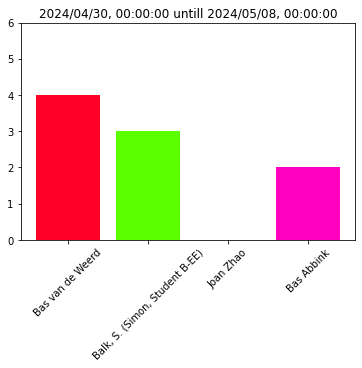 2024/04/30, 00:00:00 untill 2024/05/08, 00:00:00
6
5
4
3
2
1
0
Bas van de Weerd
Balk, S. (Simon, Student B-EE)
Joan Zhao
Bas Abbink